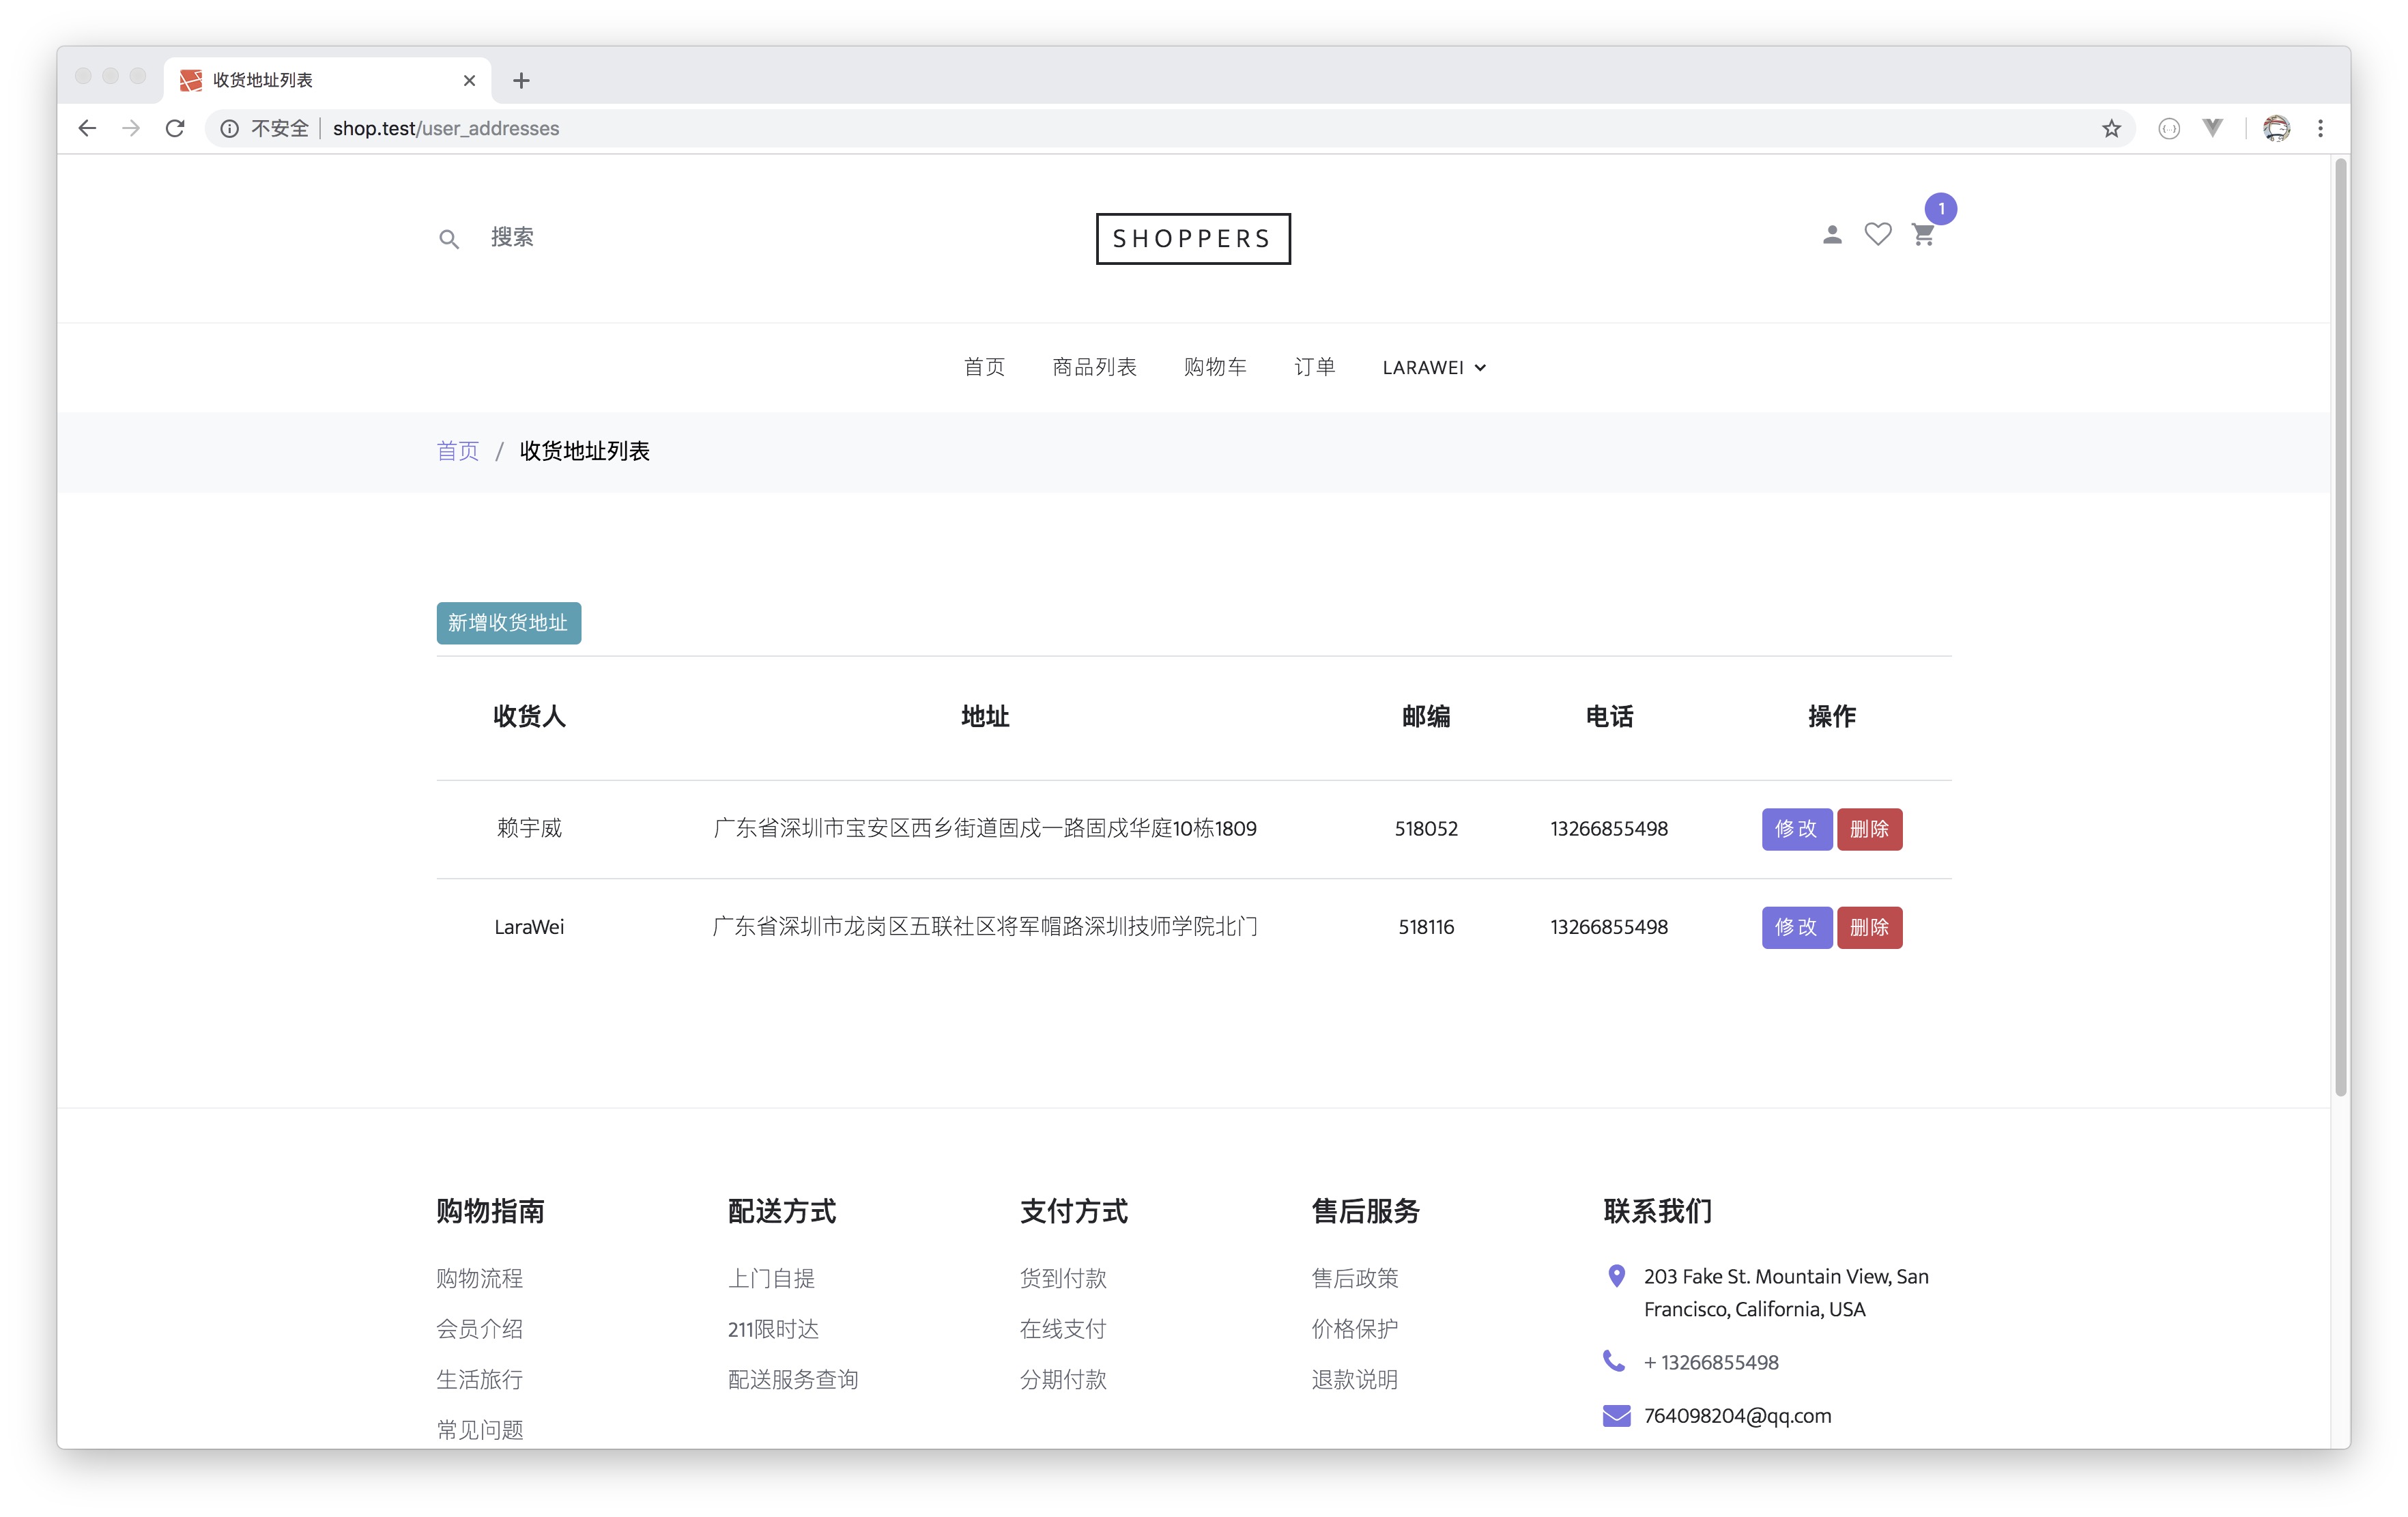 收货地址列表
不安全 | shop.test/user_addresses
搜索
SHOPPERS
1
首页 商品列表 购物车 订单 LARAWEI
首页 / 收货地址列表
新增收货地址
收货人 地址 邮编 电话 操作
赖宇威 广东省深圳市宝安区西乡街道固戍一路固戍华庭10栋1809 518052 13266855498 修改 删除
LaraWei 广东省深圳市龙岗区五联社区将军帽路深圳技师学院北门 518116 13266855498 修改 删除
购物指南
购物流程
会员介绍
生活旅行
常见问题
配送方式
上门自提
211限时达
配送服务查询
支付方式
货到付款
在线支付
分期付款
售后服务
售后政策
价格保护
退款说明
联系我们
203 Fake St. Mountain View, San
Francisco, California, USA
+ 13266855498
764098204@qq.com